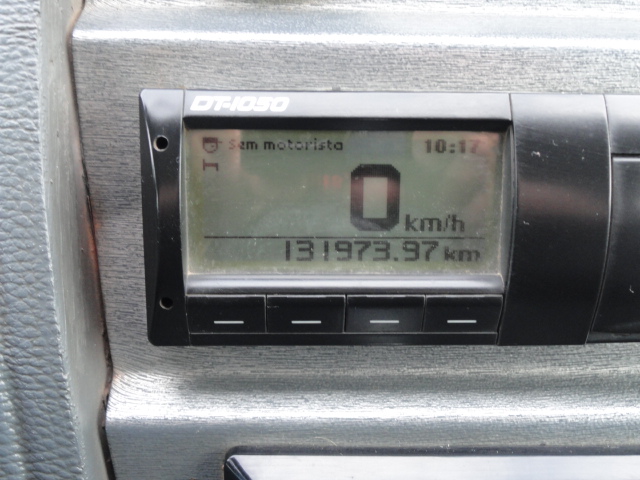 DT-1050
Sem motorista 10:17
0 km/h
131973.97 km